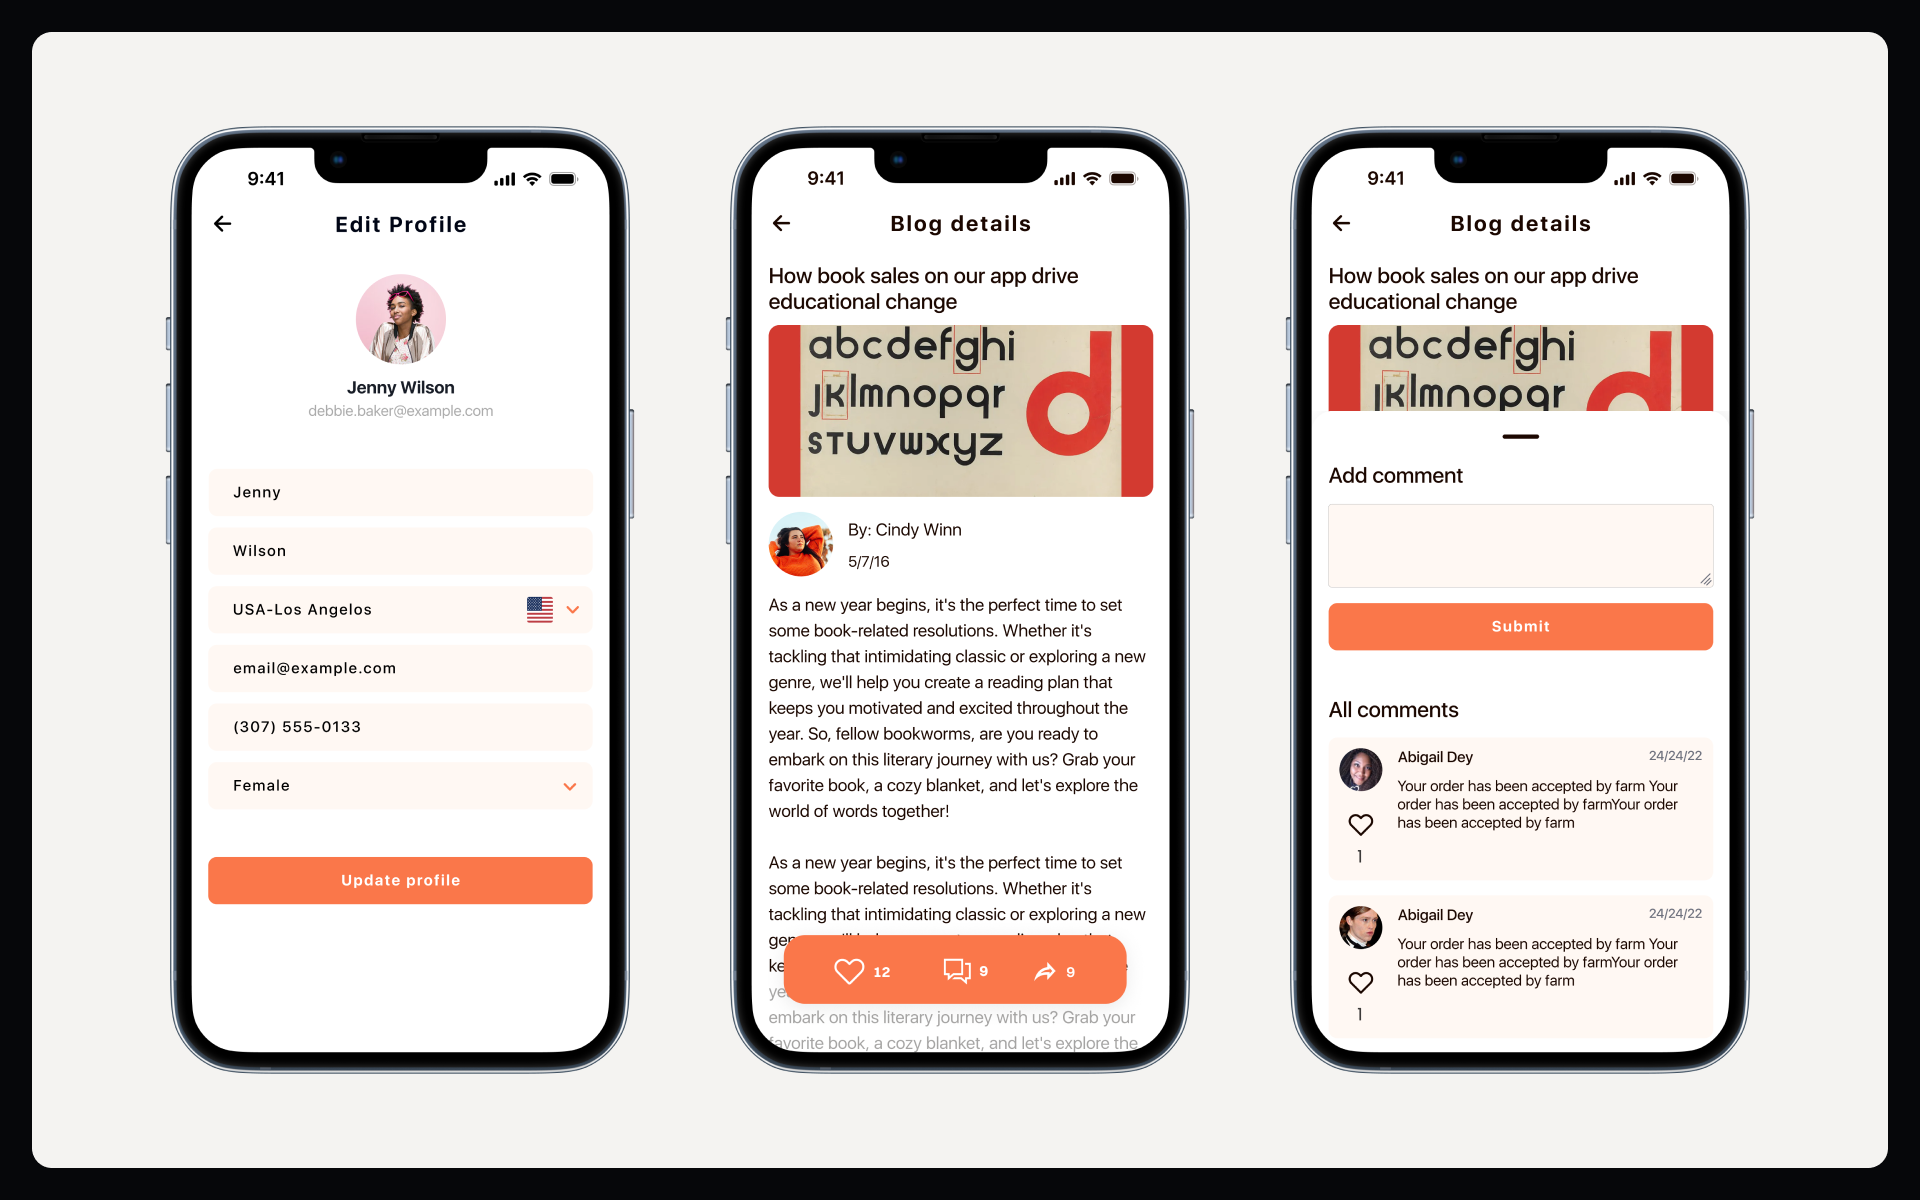 9:41
Edit Profile
Jenny Wilson
debbie.baker@example.com
Jenny
Wilson
USA-Los Angelos
email@example.com
(307) 555-0133
Female
Update profile
9:41
Blog details
How book sales on our app drive
educational change
abcdefghi
jklmnopqr
stuvwxyz
d
By: Cindy Winn
5/7/16
As a new year begins, it's the perfect time to set
some book-related resolutions. Whether it's
tackling that intimidating classic or exploring a new
genre, we'll help you create a reading plan that
keeps you motivated and excited throughout the
year. So, fellow bookworms, are you ready to
embark on this literary journey with us? Grab your
favorite book, a cozy blanket, and let's explore the
world of words together!
As a new year begins, it's the perfect time to set
some book-related resolutions. Whether it's
tackling that intimidating classic or exploring a new
12
9
9
embark on this literary journey with us? Grab your
favorite book, a cozy blanket, and let's explore the
9:41
Blog details
How book sales on our app drive
educational change
abcdefghi
jklmnopqr
d
Add comment
Submit
All comments
Abigail Dey
24/24/22
Your order has been accepted by farm Your
order has been accepted by farmYour order
has been accepted by farm
1
Abigail Dey
24/24/22
Your order has been accepted by farm Your
order has been accepted by farmYour order
has been accepted by farm
1